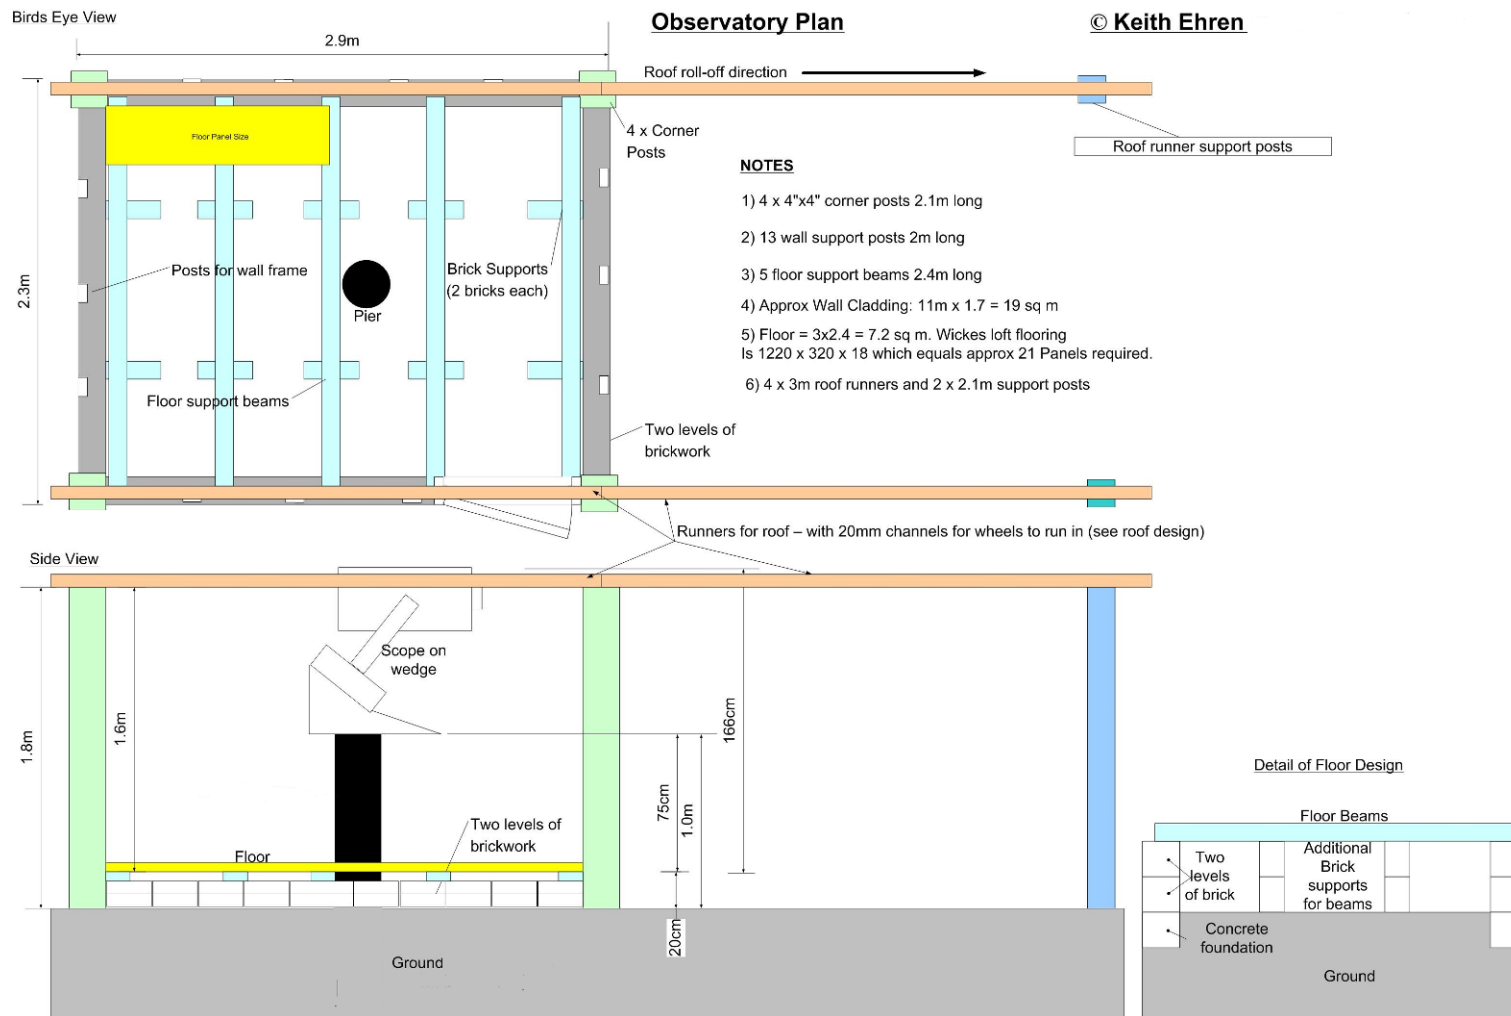 Birds Eye View
Observatory Plan
© Keith Ehren
2.9m
Roof roll-off direction
Floor Panel Size
4 x Corner
Posts
Roof runner support posts
NOTES
1) 4 x 4"x4" corner posts 2.1m long
2) 13 wall support posts 2m long
3) 5 floor support beams 2.4m long
4) Approx Wall Cladding: 11m x 1.7 = 19 sq m
5) Floor = 3x2.4 = 7.2 sq m. Wickes loft flooring
Is 1220 x 320 x 18 which equals approx 21 Panels required.
6) 4 x 3m roof runners and 2 x 2.1m support posts
2.3m
Posts for wall frame
Brick Supports
(2 bricks each)
Pier
Floor support beams
Two levels of
brickwork
Runners for roof – with 20mm channels for wheels to run in (see roof design)
Side View
Scope on
wedge
1.8m
1.6m
166cm
75cm
1.0m
Two levels of
brickwork
Floor
20cm
Ground
Detail of Floor Design
Floor Beams
Two
levels
of brick
Additional
Brick
supports
for beams
Concrete
foundation
Ground